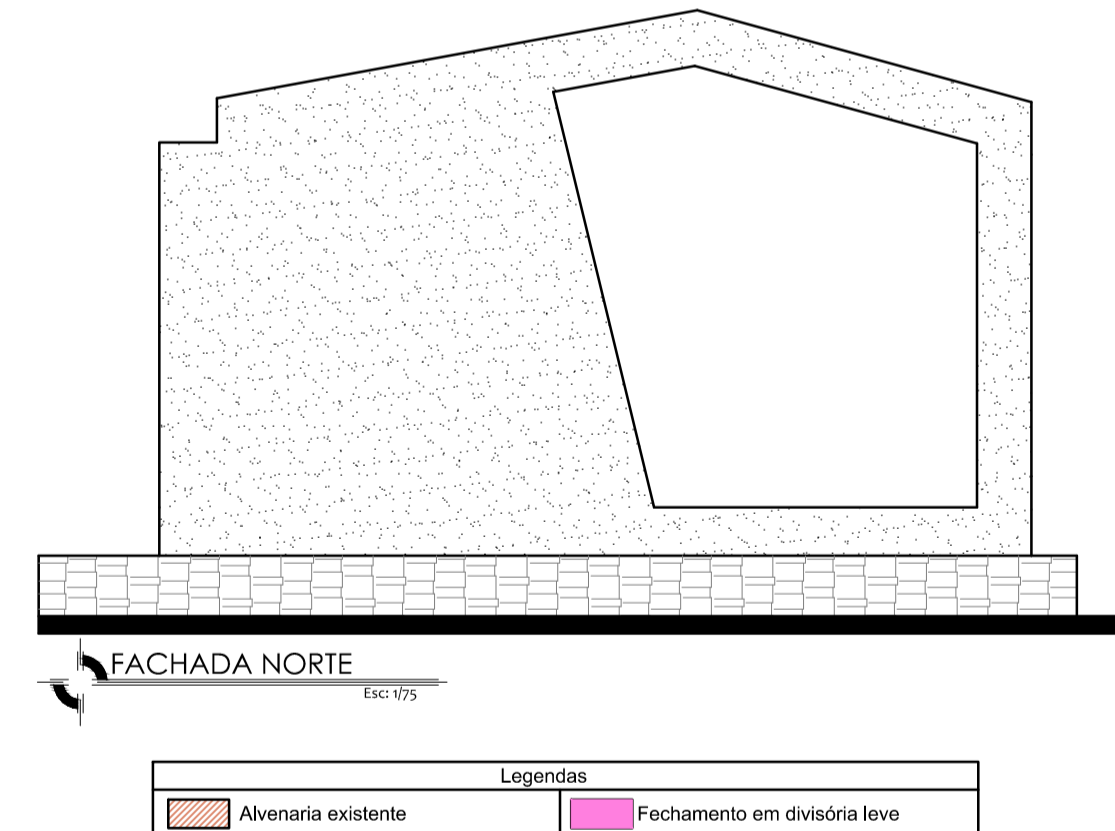 FACHADA NORTE
Esc: 1/75
Legendas
Alvenaria existente
Fechamento em divisória leve